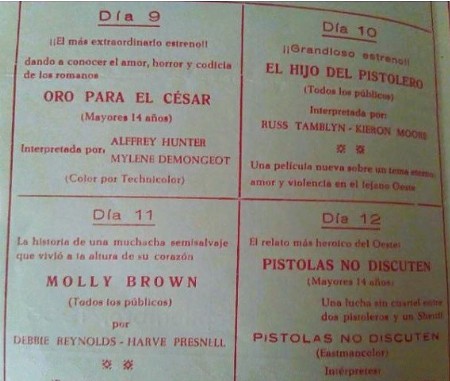 Día 9
¡¡El más extraordinario estreno!!
dando a conocer el amor, horror y codicia
de los romanos
ORO PARA EL CÉSAR
(Mayores 14 años)
Interpretada por: ALFFREY HUNTER
MYLENE DEMONGEOT
(Color por Technicolor)
Día 10
¡¡Grandioso estreno!!
EL HIJO DEL PISTOLERO
(Todos los públicos)
Interpretada por:
RUSS TAMBLYN - KIERON MOORE
Una película nueva sobre un tema eterno
amor y violencia en el lejano Oeste
Día 11
La historia de una muchacha semisalvaje
que vivió a la altura de su corazón
MOLLY BROWN
(Todos los públicos)
por
DEBBIE REYNOLDS - HARVE PRESNELL
Día 12
El relato más heroico del Oeste:
PISTOLAS NO DISCUTEN
(Mayores 14 años)
Una lucha sin cuartel entre
dos pistoleros y un Sheriff
PISTOLAS NO DISCUTEN
(Eastmancolor)
Intérpretes: